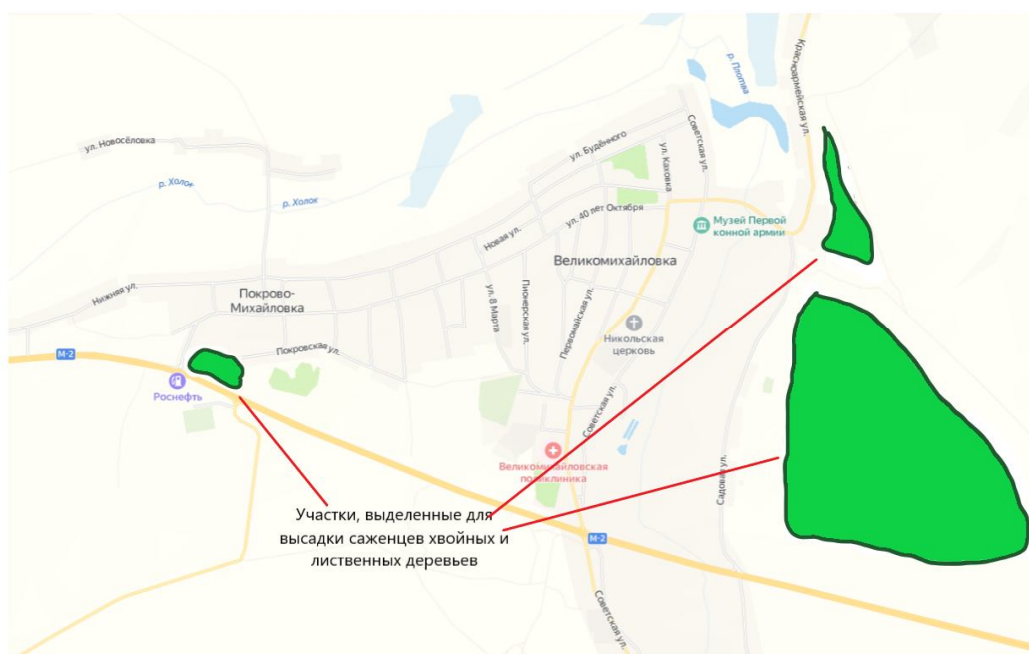 Красноармейская ул.
р. Плотва
Советская ул.
ул. Будённого
ул. Новосёловка
ул. Каховка
р. Холок
р. Холок
ул. 40 лет Октября
Музей Первой
конной армии
Новая ул.
Великомихайловка
Нижняя ул.
Покрово-
Михайловка
ул. 8 Марта
Пионерская ул.
Первомайская ул.
Никольская
церковь
М-2
Покровская ул.
Роснефть
Советская ул.
Великомихайловская
поликлиника
Садовая ул.
Участки, выделенные для
высадки саженцев хвойных и
лиственных деревьев
М-2
Советская ул.